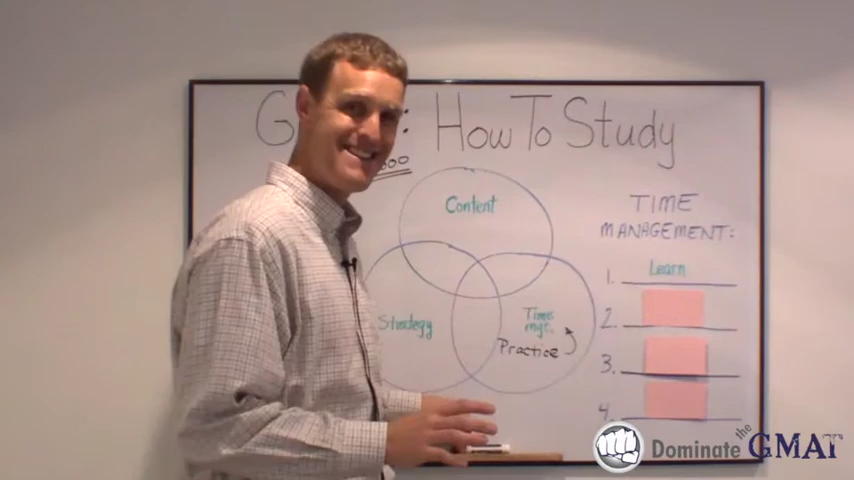 G : How To Study
Content
Strategy
Time
mgt.
Practice
TIME
MANAGEMENT:
1. Learn
2.
3.
4.
Dominate the GMAT